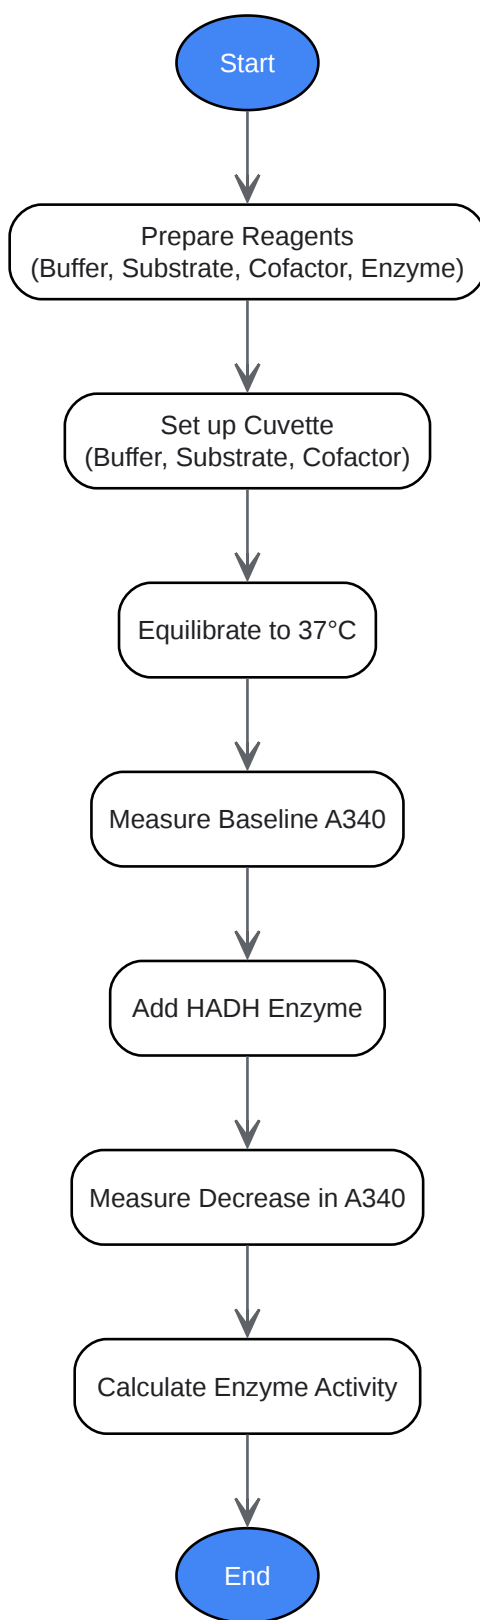 Start
Prepare Reagents
(Buffer, Substrate, Cofactor, Enzyme)
Set up Cuvette
(Buffer, Substrate, Cofactor)
Equilibrate to 37°C
Measure Baseline A340
Add HADH Enzyme
Measure Decrease in A340
Calculate Enzyme Activity
End